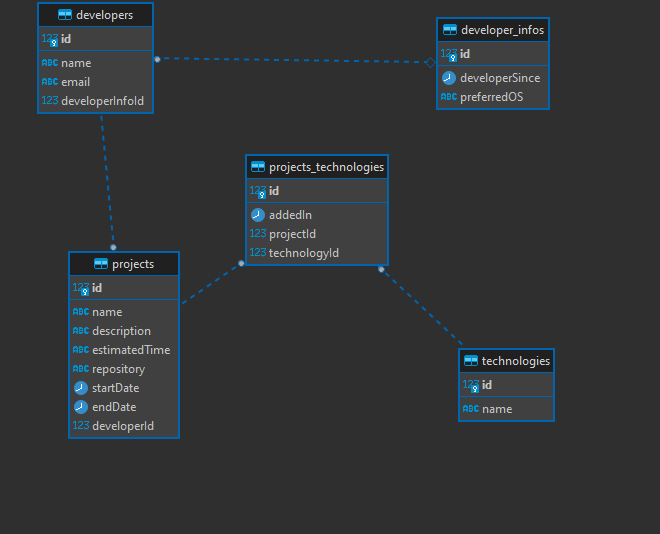 developers
123 id
ABC name
ABC email
123 developerInfoId
developer_infos
123 id
developerSince
ABC preferredOS
projects_technologies
123 id
addedIn
123 projectId
123 technologyId
projects
123 id
ABC name
ABC description
ABC estimatedTime
ABC repository
startDate
endDate
123 developerId
technologies
123 id
ABC name